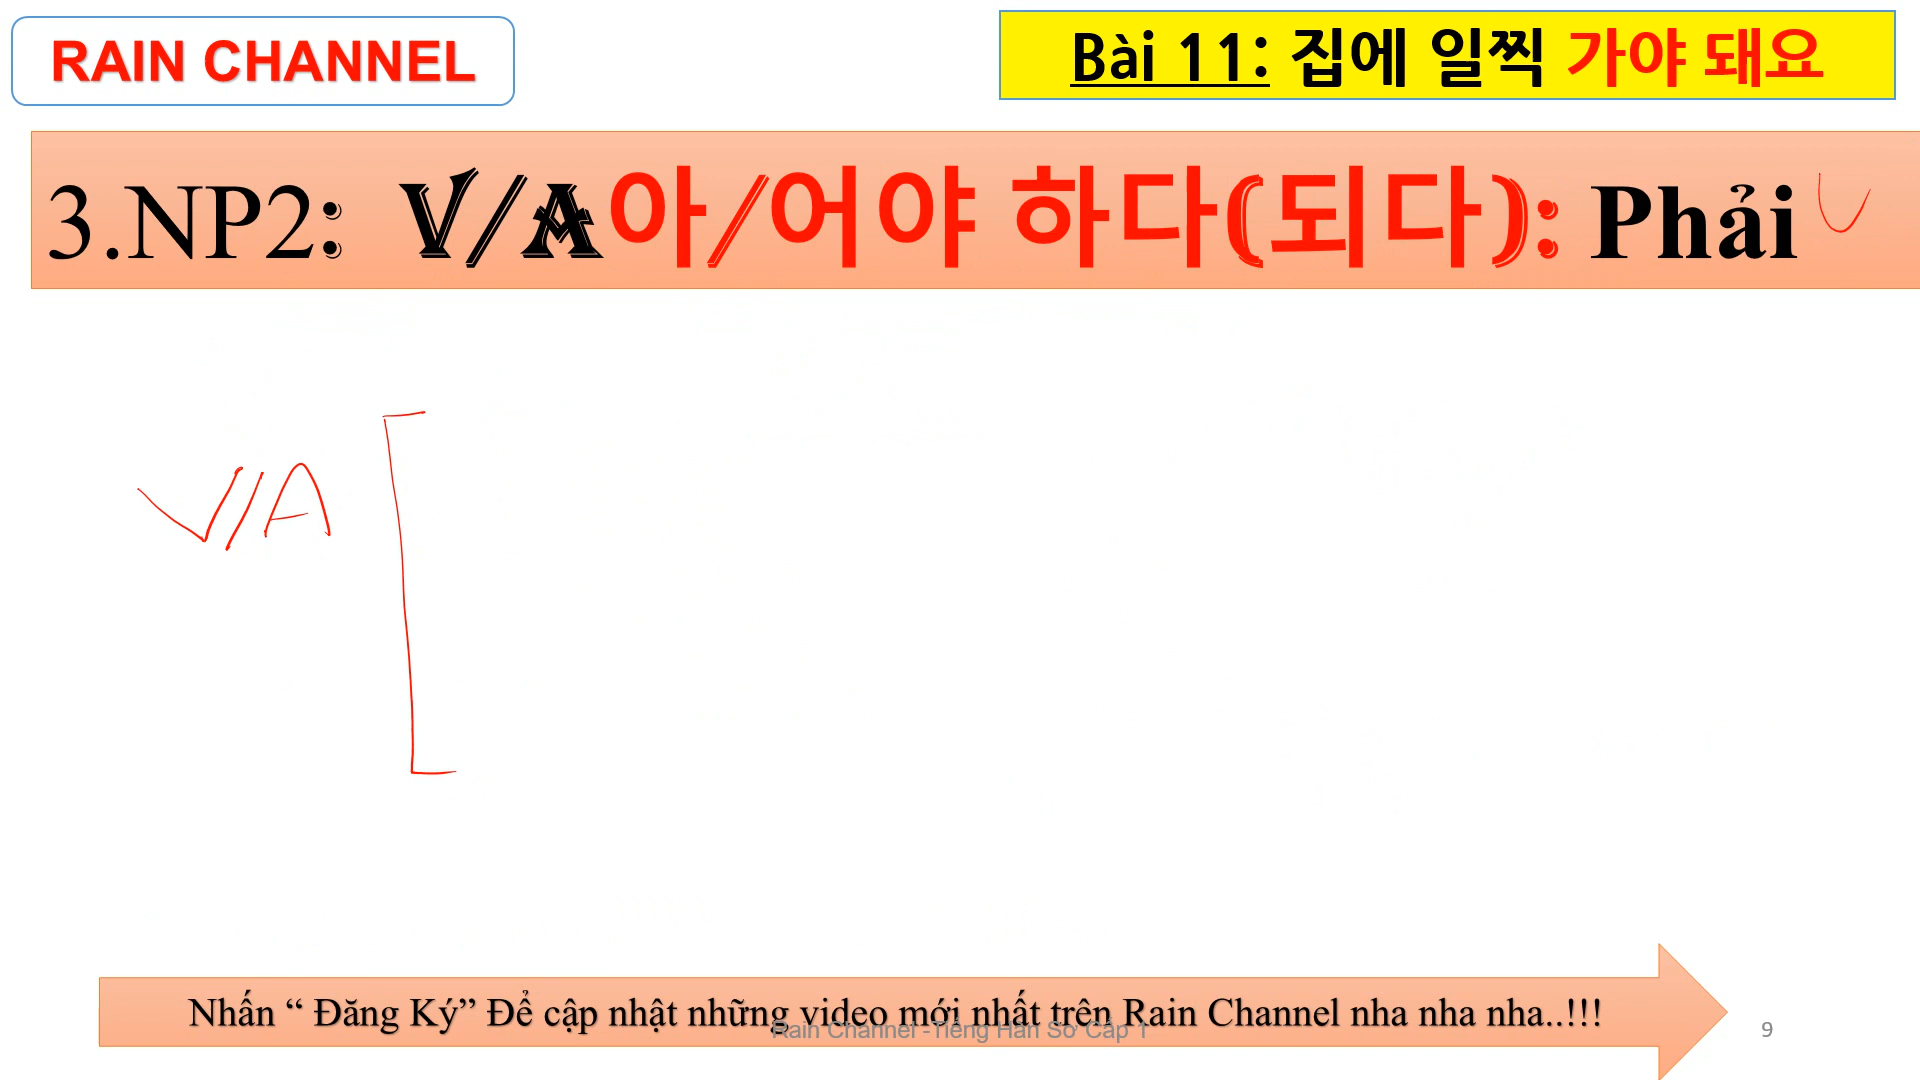 RAIN CHANNEL
Bài 11: 집에 일찍 가야 돼요
3.NP2: V/A아/어야 하다(되다): Phải V
V/A
Nhấn “ Đăng Ký” Để cập nhật những video mới nhất trên Rain Channel nha nha nha..!!!
Rain Channel -Tiếng Hàn Sơ Cấp 1
9